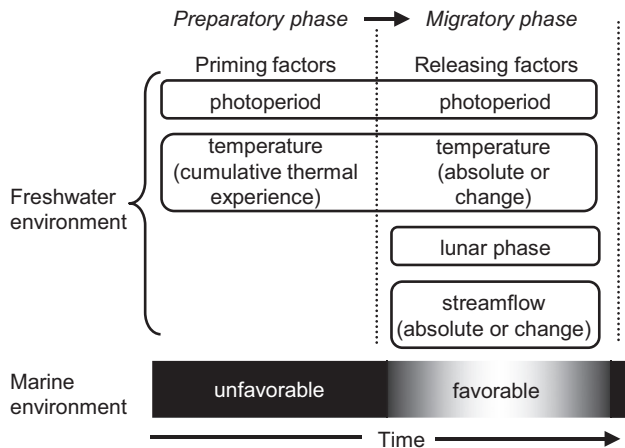 Preparatory phase Migratory phase
Priming factors Releasing factors
photoperiod photoperiod
temperature temperature
(cumulative thermal (absolute or
experience) change)
Freshwater
environment
lunar phase
streamflow
(absolute or change)
Marine
environment
unfavorable favorable
Time